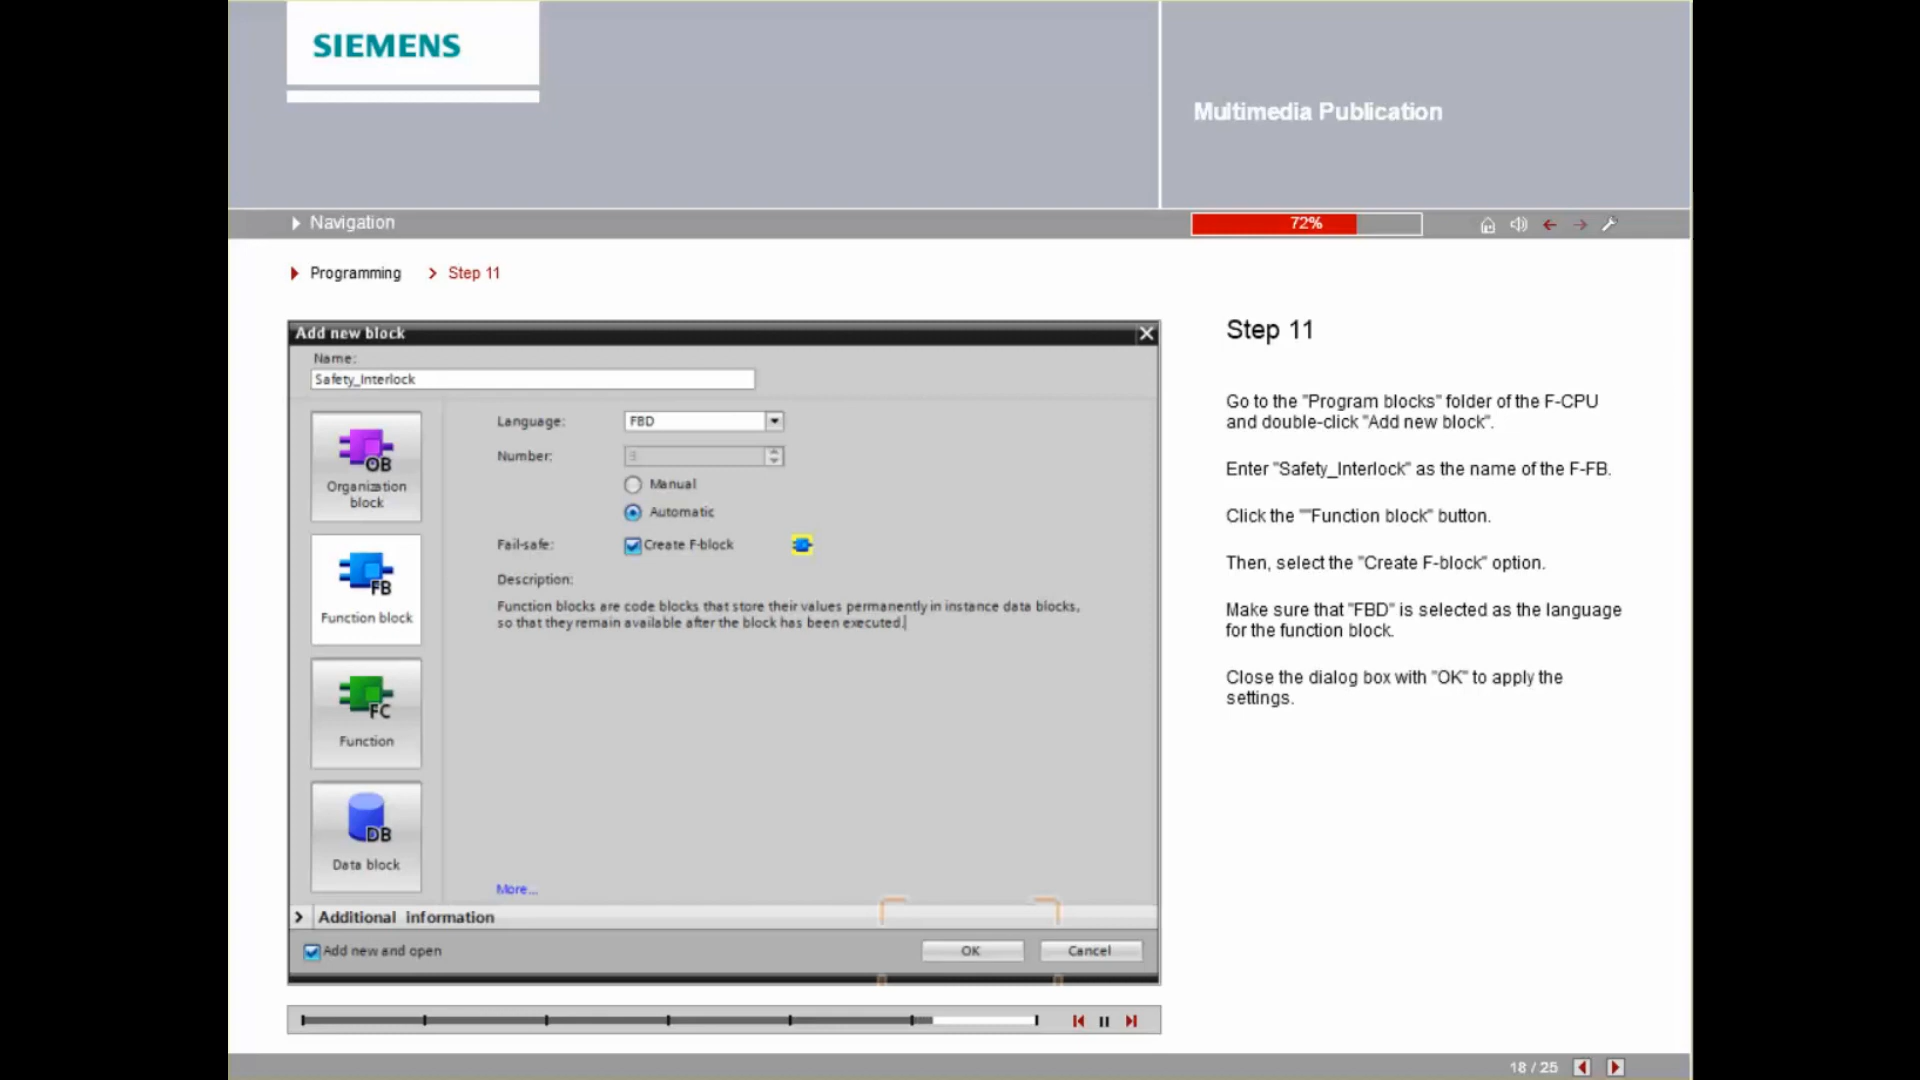 SIEMENS
Multimedia Publication
Navigation
72%
Programming > Step 11
Add new block
Name:
Safety_Interlock
OB
Organization
block
FB
Function block
FC
Function
DB
Data block
Language: FBD
Number:
Manual
Automatic
Fail-safe: Create F-block
Description:
Function blocks are code blocks that store their values permanently in instance data blocks,
so that they remain available after the block has been executed.
More...
> Additional information
Add new and open
OK
Cancel
Step 11
Go to the "Program blocks" folder of the F-CPU
and double-click "Add new block".
Enter "Safety_Interlock" as the name of the F-FB.
Click the ""Function block" button.
Then, select the "Create F-block" option.
Make sure that "FBD" is selected as the language
for the function block.
Close the dialog box with "OK" to apply the
settings.
18 / 25